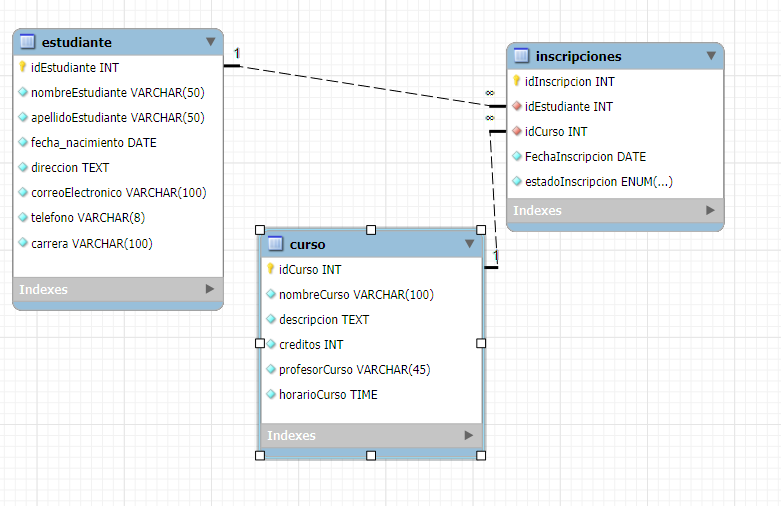 estudiante
idEstudiante INT
nombreEstudiante VARCHAR(50)
apellidoEstudiante VARCHAR(50)
fecha_nacimiento DATE
direccion TEXT
correoElectronico VARCHAR(100)
telefono VARCHAR(8)
carrera VARCHAR(100)
Indexes
1
∞
∞
inscripciones
idInscripcion INT
idEstudiante INT
idCurso INT
FechaInscripcion DATE
estadoInscripcion ENUM(...)
Indexes
curso
idCurso INT
nombreCurso VARCHAR(100)
descripcion TEXT
creditos INT
profesorCurso VARCHAR(45)
horarioCurso TIME
Indexes
1